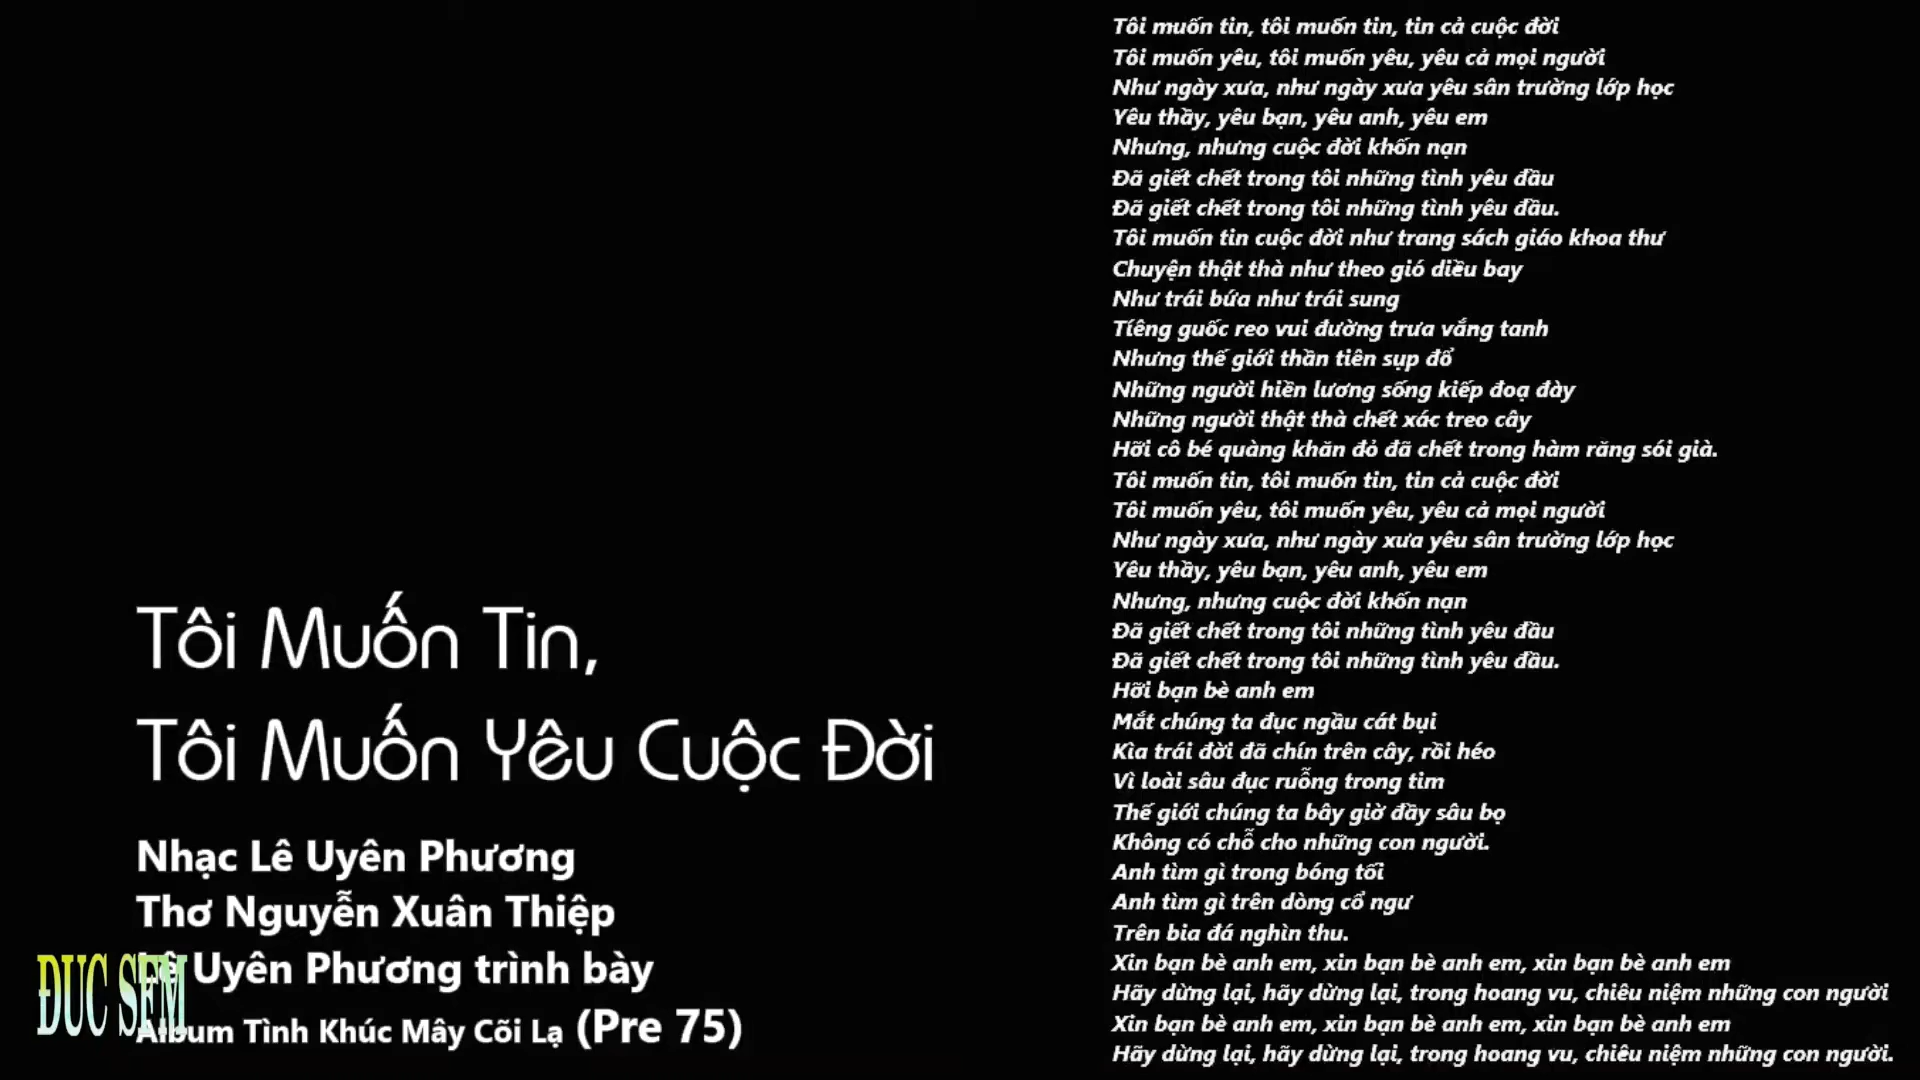 Tôi Muốn Tin,
Tôi Muốn Yêu Cuộc Đời
Nhạc Lê Uyên Phương
Thơ Nguyễn Xuân Thiệp
Lê Uyên Phương trình bày
Album Tình Khúc Mây Cõi Lạ (Pre 75)
ĐUC SEM
Tôi muốn tin, tôi muốn tin, tin cả cuộc đời
Tôi muốn yêu, tôi muốn yêu, yêu cả mọi người
Như ngày xưa, như ngày xưa yêu sân trường lớp học
Yêu thầy, yêu bạn, yêu anh, yêu em
Nhưng, nhưng cuộc đời khốn nạn
Đã giết chết trong tôi những tình yêu đầu
Đã giết chết trong tôi những tình yêu đầu.
Tôi muốn tin cuộc đời như trang sách giáo khoa thư
Chuyện thật thà như theo gió diều bay
Như trái bứa như trái sung
Tíêng guốc reo vui đường trưa vắng tanh
Nhưng thế giới thần tiên sụp đổ
Những người hiền lương sống kiếp đoạ đày
Những người thật thà chết xác treo cây
Hỡi cô bé quàng khăn đỏ đã chết trong hàm răng sói già.
Tôi muốn tin, tôi muốn tin, tin cả cuộc đời
Tôi muốn yêu, tôi muốn yêu, yêu cả mọi người
Như ngày xưa, như ngày xưa yêu sân trường lớp học
Yêu thầy, yêu bạn, yêu anh, yêu em
Nhưng, nhưng cuộc đời khốn nạn
Đã giết chết trong tôi những tình yêu đầu
Đã giết chết trong tôi những tình yêu đầu.
Hỡi bạn bè anh em
Mắt chúng ta đục ngầu cát bụi
Kìa trái đời đã chín trên cây, rồi héo
Vì loài sâu đục ruỗng trong tim
Thế giới chúng ta bây giờ đầy sâu bọ
Không có chỗ cho những con người.
Anh tìm gì trong bóng tối
Anh tìm gì trên dòng cổ ngư
Trên bia đá nghìn thu.
Xin bạn bè anh em, xin bạn bè anh em, xin bạn bè anh em
Hãy dừng lại, hãy dừng lại, trong hoang vu, chiêu niệm những con người
Xin bạn bè anh em, xin bạn bè anh em, xin bạn bè anh em
Hãy dừng lại, hãy dừng lại, trong hoang vu, chiêu niệm những con người.